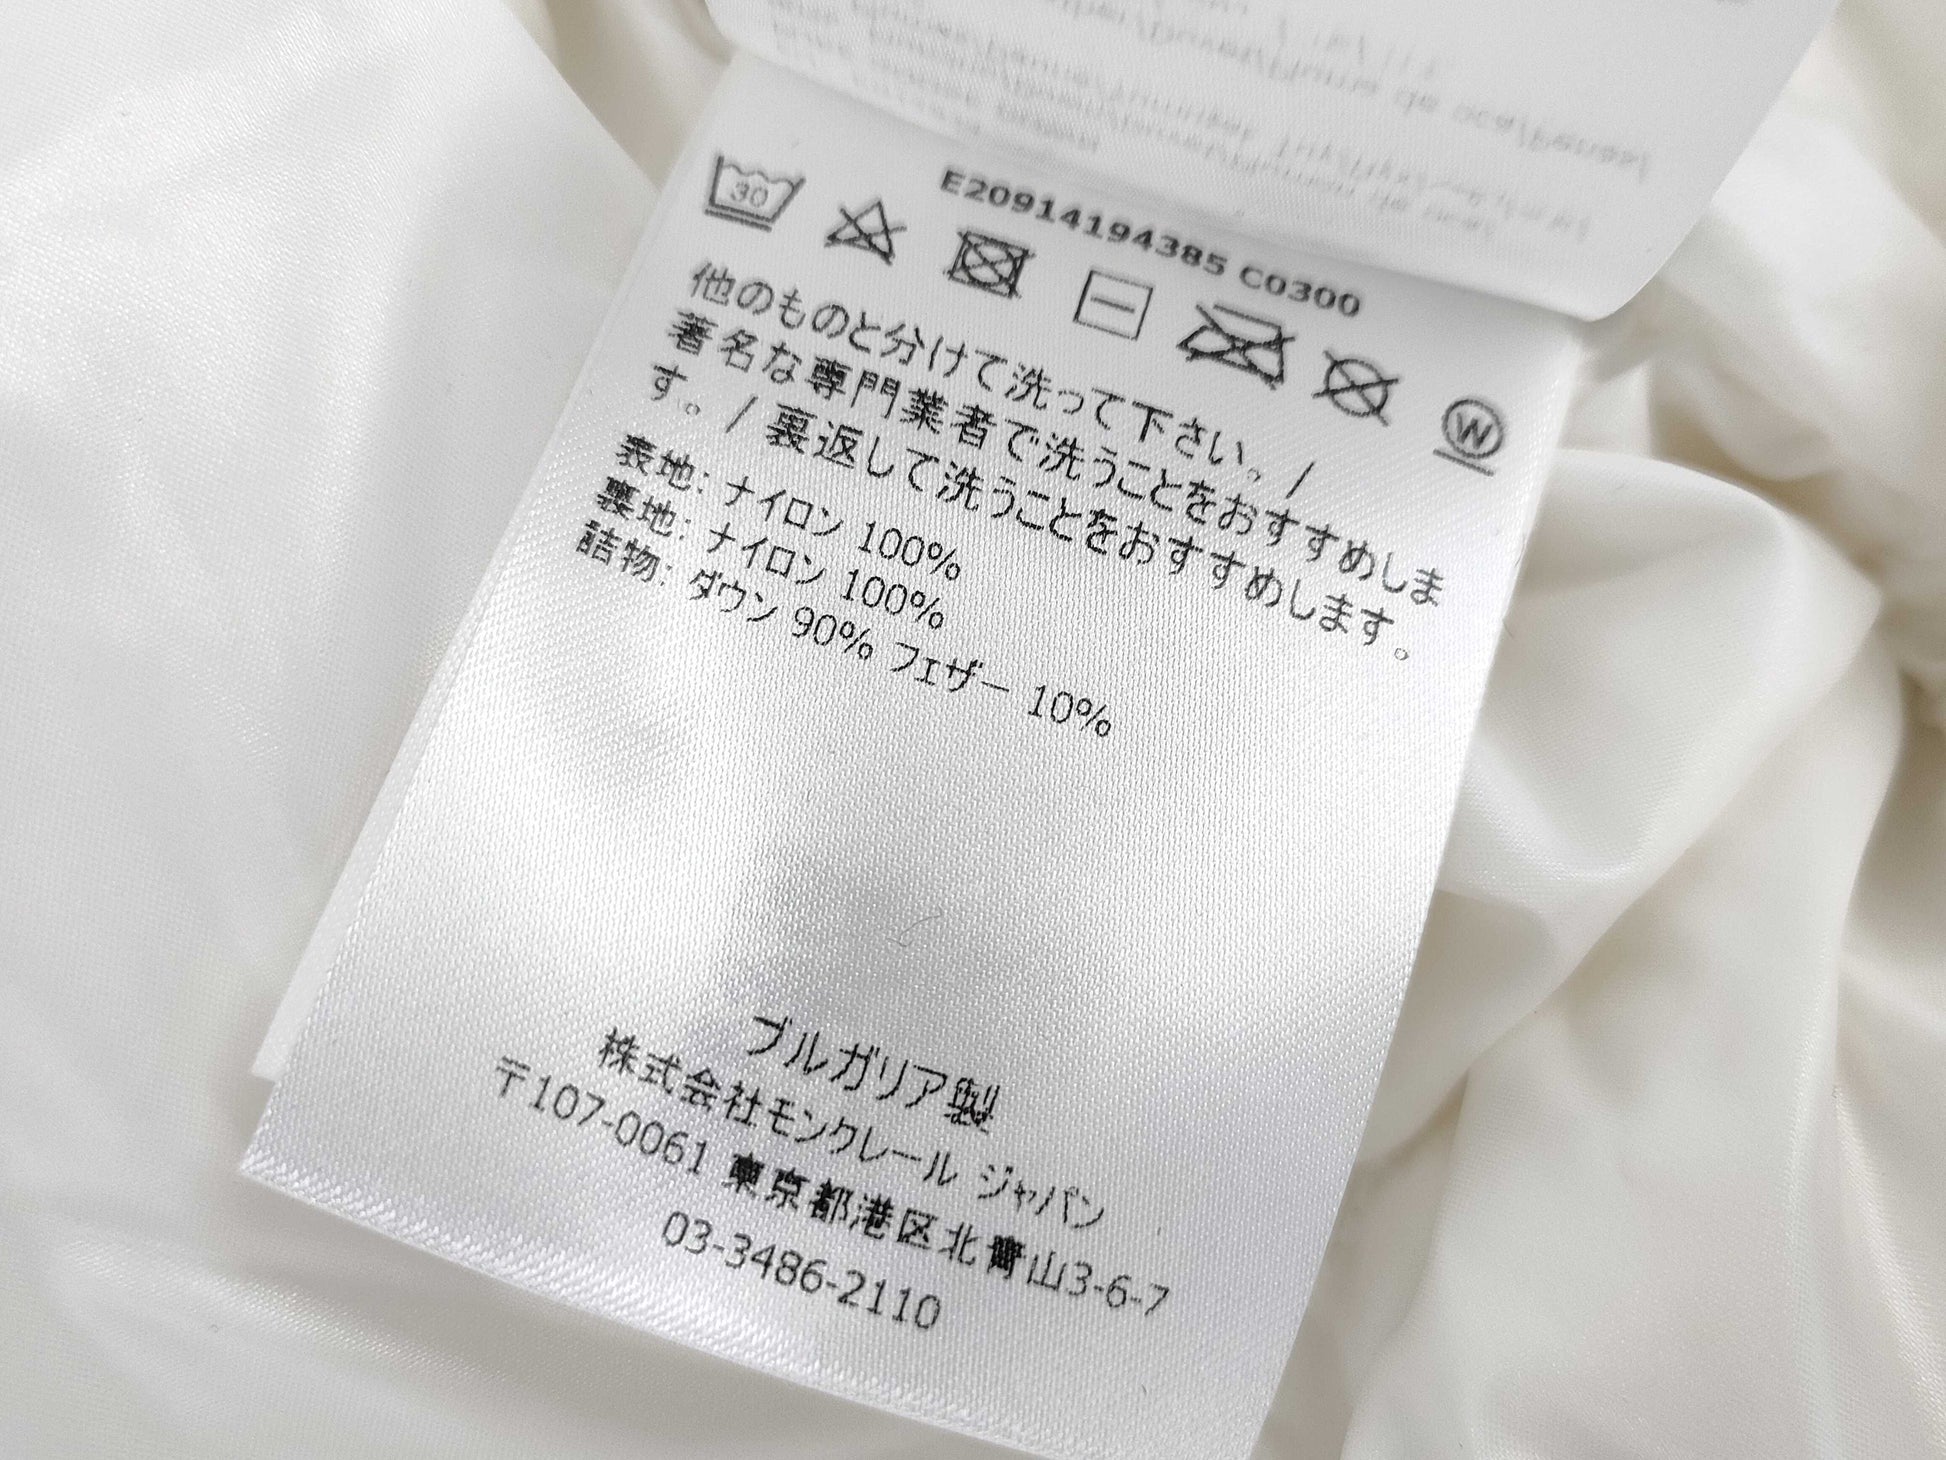 E20914194385 C0300
30
W
他のものと分けて洗って下さい。/
著名な専門業者で洗うことをおすすめしま
す。/ 裏返して洗うことをおすすめします。
表地: ナイロン 100%
裏地: ナイロン 100%
詰物: ダウン 90% フェザー 10%
ブルガリア製
株式会社モンクレール ジャパン
〒107-0061 東京都港区北青山3-6-7
03-3486-2110